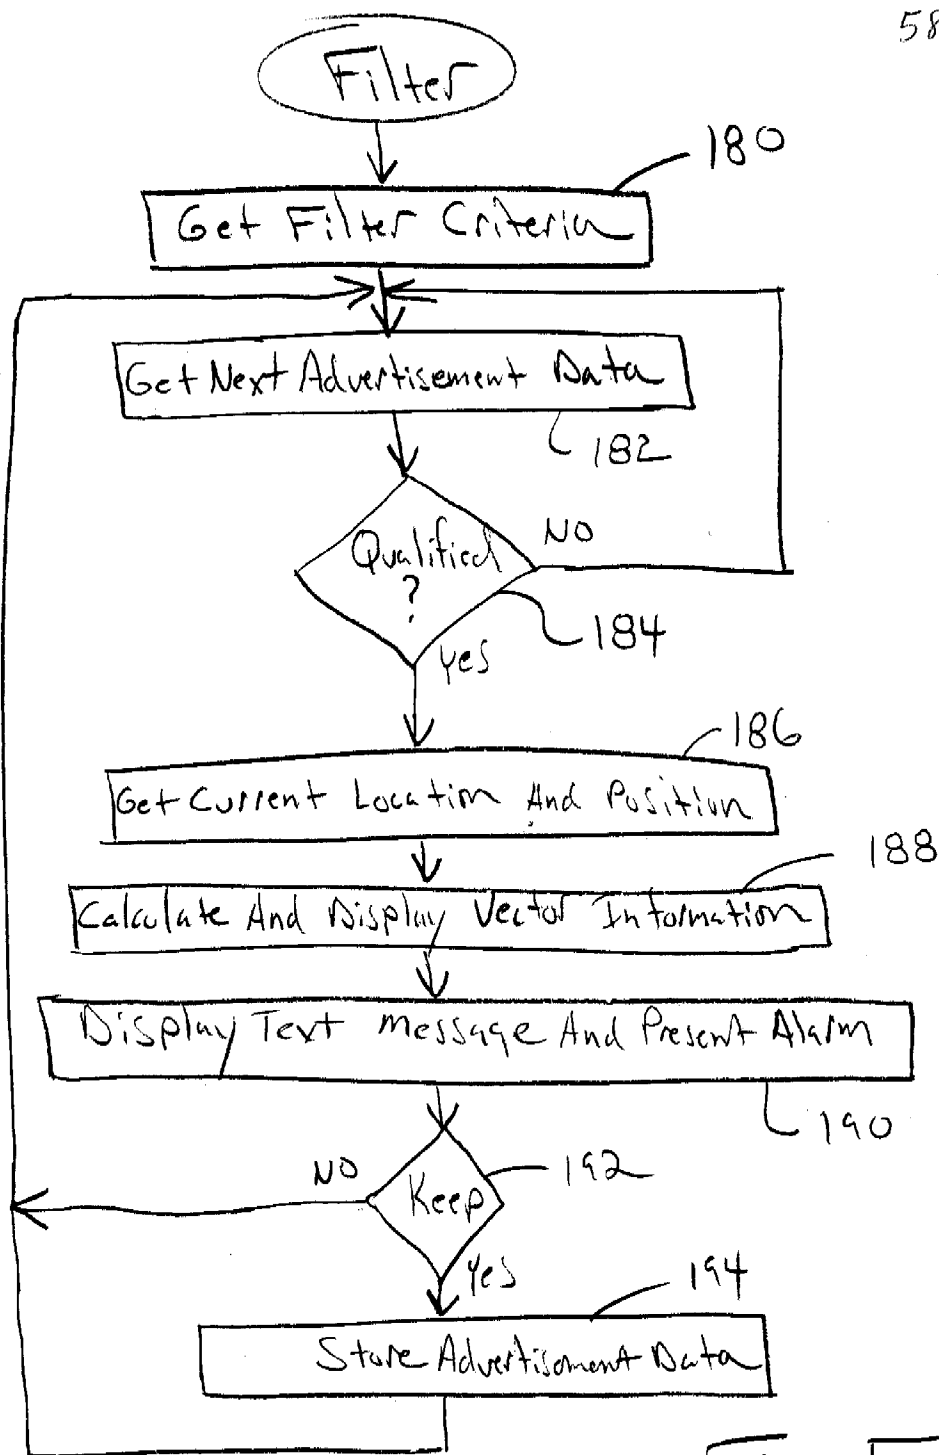 58
Filter
180
Get Filter Criteria
Get Next Advertisement Data
182
Qualified
?
NO
184
Yes
186
Get Current Location And Position
188
Calculate And Display Vector Information
Display Text Message And Present Alarm
190
NO
192
Keep
Yes
194
Store Advertisement Data